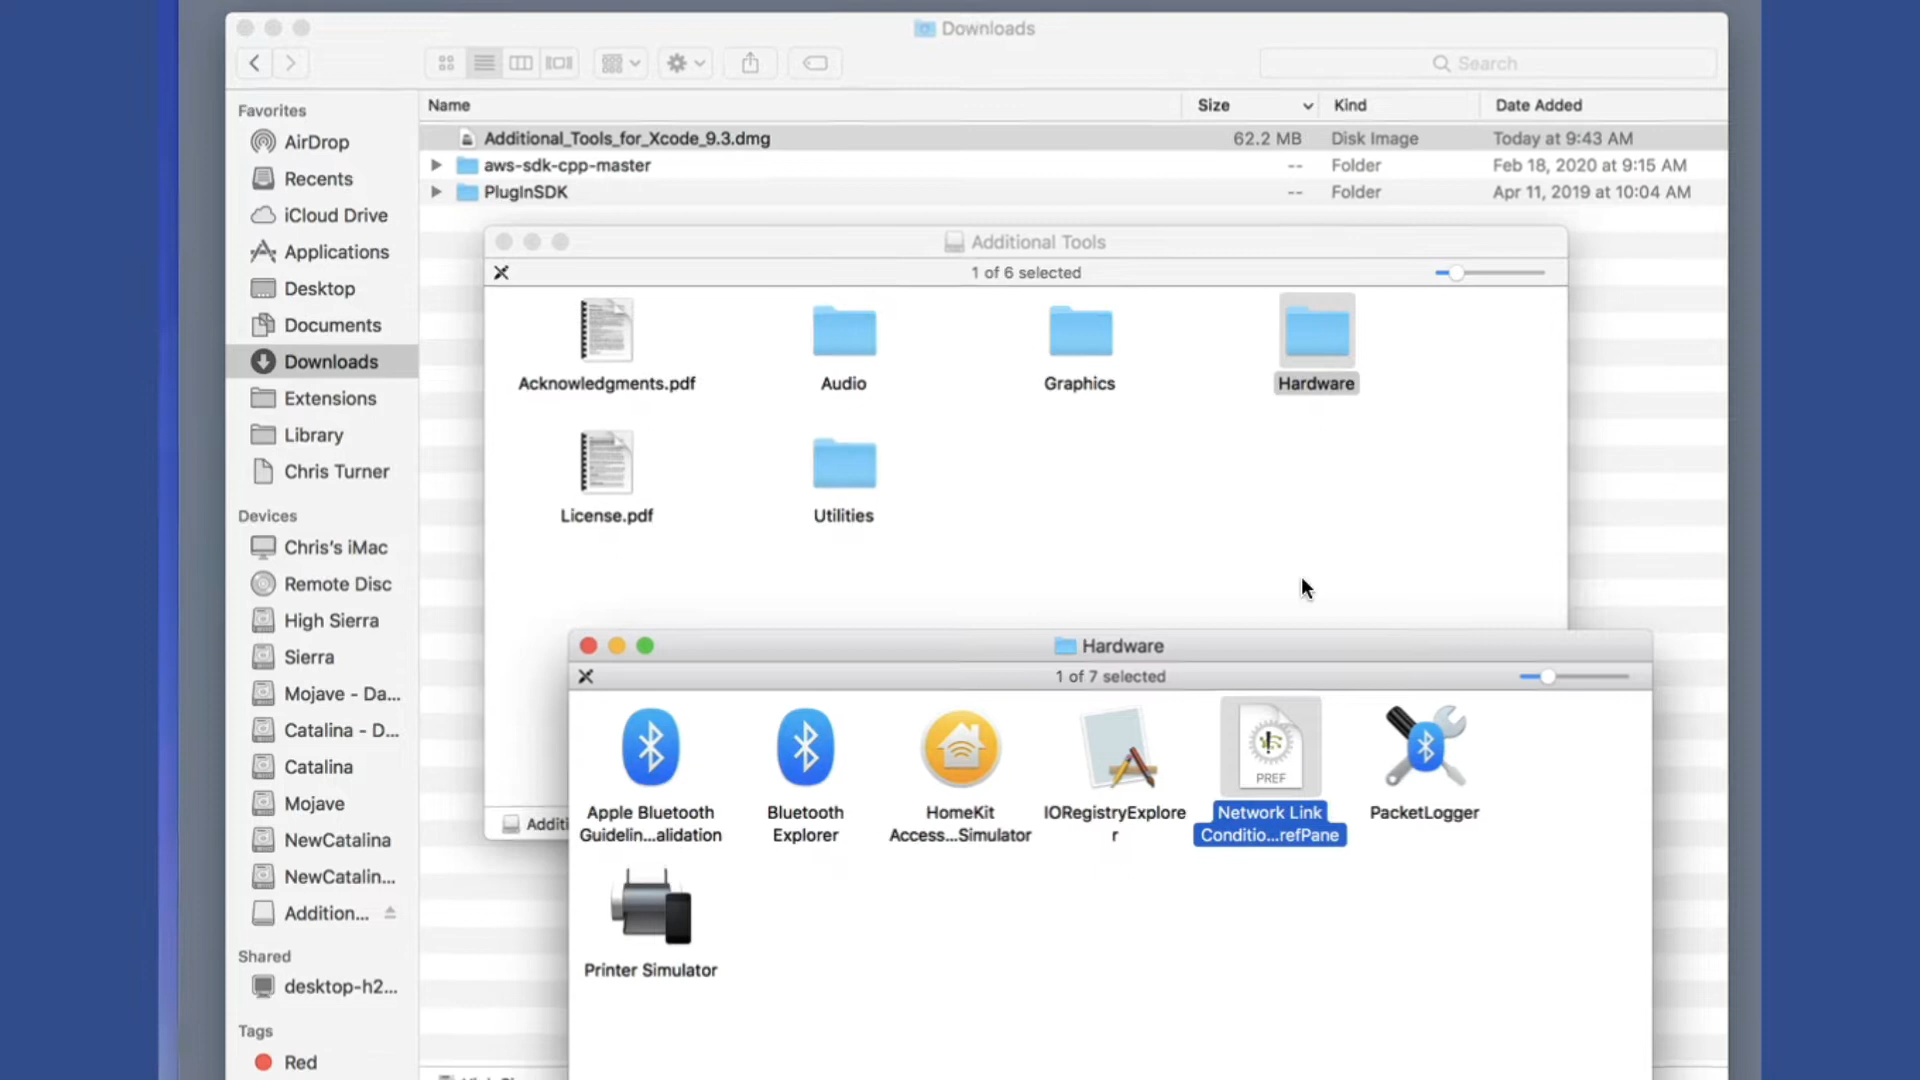 Downloads
Search
Favorites
AirDrop
Recents
iCloud Drive
Applications
Desktop
Documents
Downloads
Extensions
Library
Chris Turner
Devices
Chris's iMac
Remote Disc
High Sierra
Sierra
Mojave - Da...
Catalina - D...
Catalina
Mojave
NewCatalina
NewCatalin...
Addition...
Shared
desktop-h2...
Tags
Red
Name Size Kind Date Added
Additional_Tools_for_Xcode_9.3.dmg 62.2 MB Disk Image Today at 9:43 AM
aws-sdk-cpp-master -- Folder Feb 18, 2020 at 9:15 AM
PlugInSDK -- Folder Apr 11, 2019 at 10:04 AM
Additional Tools
1 of 6 selected
Acknowledgments.pdf
Audio
Graphics
Hardware
License.pdf
Utilities
Additi
Hardware
1 of 7 selected
Apple Bluetooth
Guidelin...alidation
Bluetooth
Explorer
HomeKit
Access...Simulator
IORegistryExplore
r
PREF
Network Link
Conditio...refPane
PacketLogger
Printer Simulator